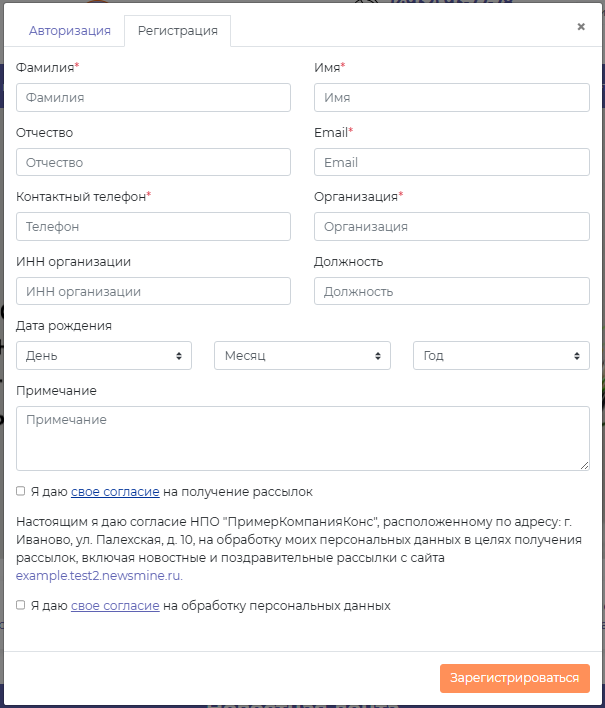 Авторизация Регистрация ×
Фамилия* Имя*
Фамилия Имя
Отчество Email*
Отчество Email
Контактный телефон* Организация*
Телефон Организация
ИНН организации Должность
ИНН организации Должность
Дата рождения
День Месяц Год
Примечание
Примечание
Я даю свое согласие на получение рассылок
Настоящим я даю согласие НПО "ПримерКомпанияКонс", расположенному по адресу: г.
Иваново, ул. Палехская, д. 10, на обработку моих персональных данных в целях получения
рассылок, включая новостные и поздравительные рассылки с сайта
example.test2.newsmine.ru.
Я даю свое согласие на обработку персональных данных
Зарегистрироваться